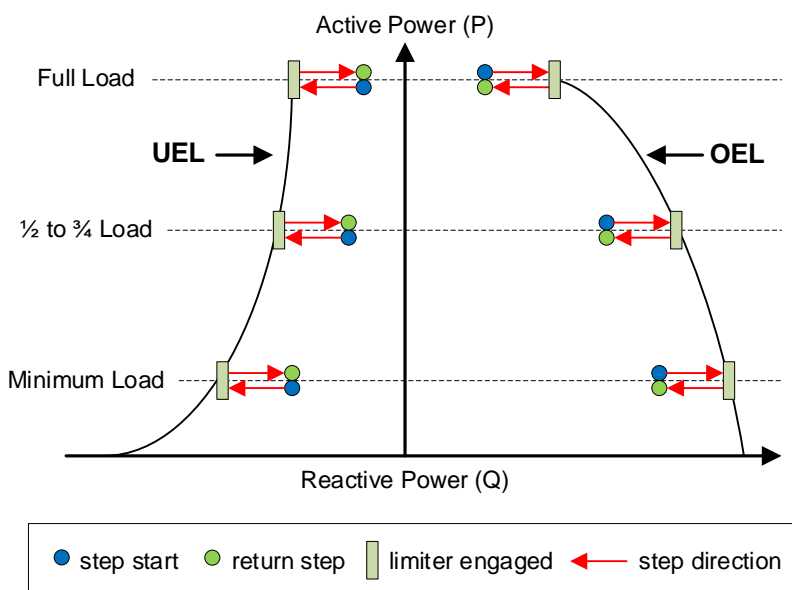 Active Power (P)
Full Load
UEL
OEL
½ to ¾ Load
Minimum Load
Reactive Power (Q)
step start
return step
limiter engaged
step direction